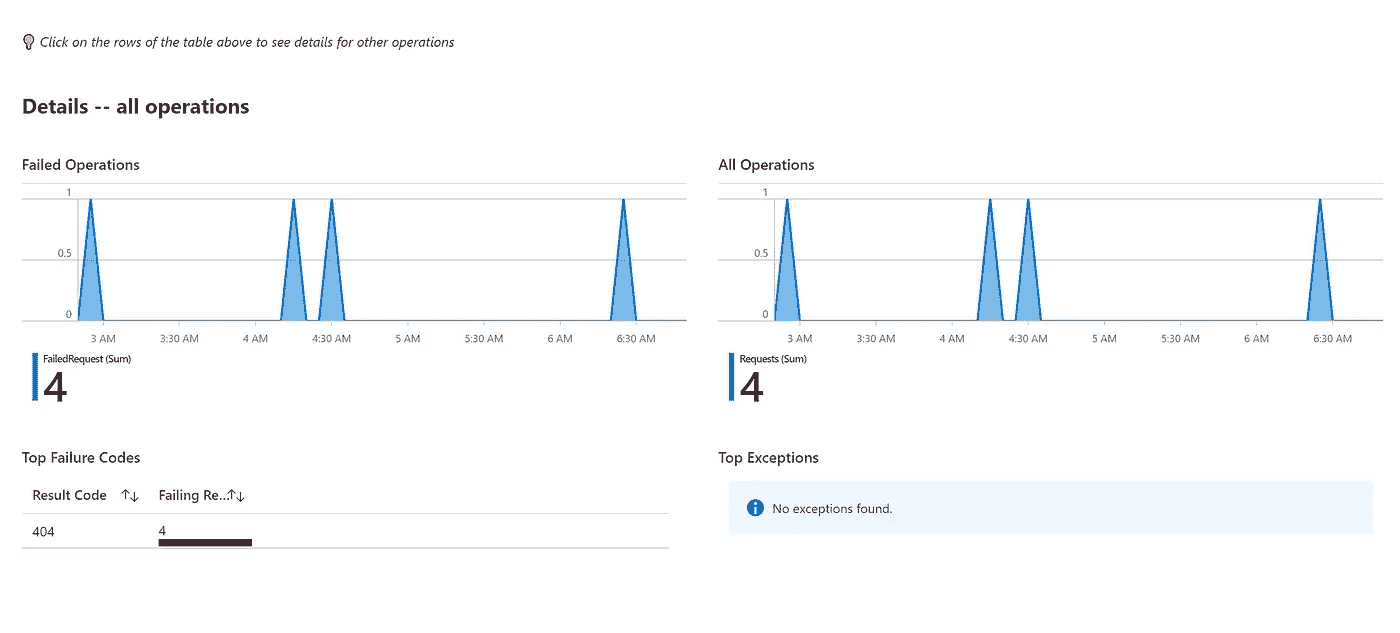 Click on the rows of the table above to see details for other operations
Details -- all operations
Failed Operations
1
0.5
0
3 AM 3:30 AM 4 AM 4:30 AM 5 AM 5:30 AM 6 AM 6:30 AM
FailedRequest (Sum)
4
All Operations
1
0.5
0
3 AM 3:30 AM 4 AM 4:30 AM 5 AM 5:30 AM 6 AM 6:30 AM
Requests (Sum)
4
Top Failure Codes
Result Code ↑↓ Failing Re...↑↓
404 4
Top Exceptions
No exceptions found.